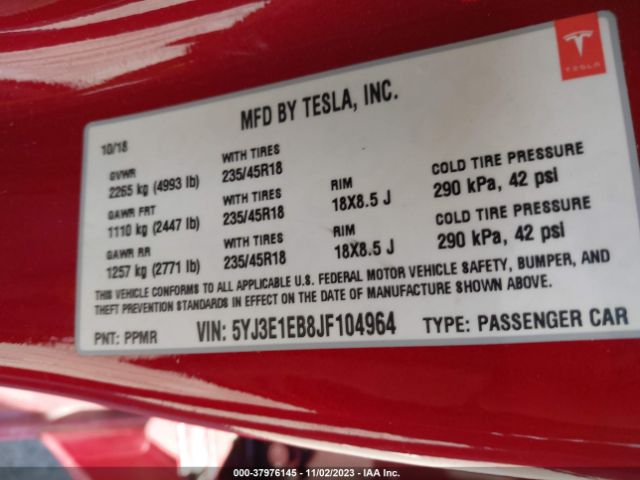 TESLA
MFD BY TESLA, INC.
10/18
GVWR WITH TIRES
2265 kg (4993 lb) 235/45R18
GAWR FRT WITH TIRES RIM COLD TIRE PRESSURE
1110 kg (2447 lb) 235/45R18 18X8.5 J 290 kPa, 42 psi
GAWR RR WITH TIRES RIM COLD TIRE PRESSURE
1257 kg (2771 lb) 235/45R18 18X8.5 J 290 kPa, 42 psi
THIS VEHICLE CONFORMS TO ALL APPLICABLE U.S. FEDERAL MOTOR VEHICLE SAFETY, BUMPER, AND
THEFT PREVENTION STANDARDS IN EFFECT ON THE DATE OF MANUFACTURE SHOWN ABOVE.
PNT: PPMR VIN: 5YJ3E1EB8JF104964 TYPE: PASSENGER CAR
000-37976145 - 11/02/2023 - IAA Inc.